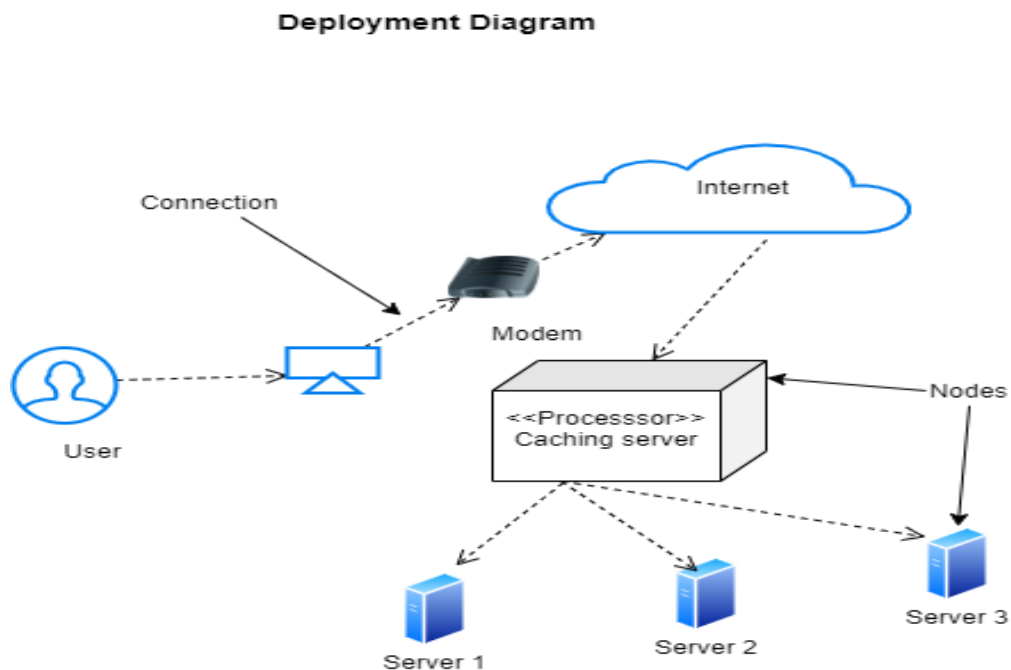 Deployment Diagram
Internet
Connection
Modem
<<Processsor>>
Caching server
Nodes
User
Server 1
Server 2
Server 3